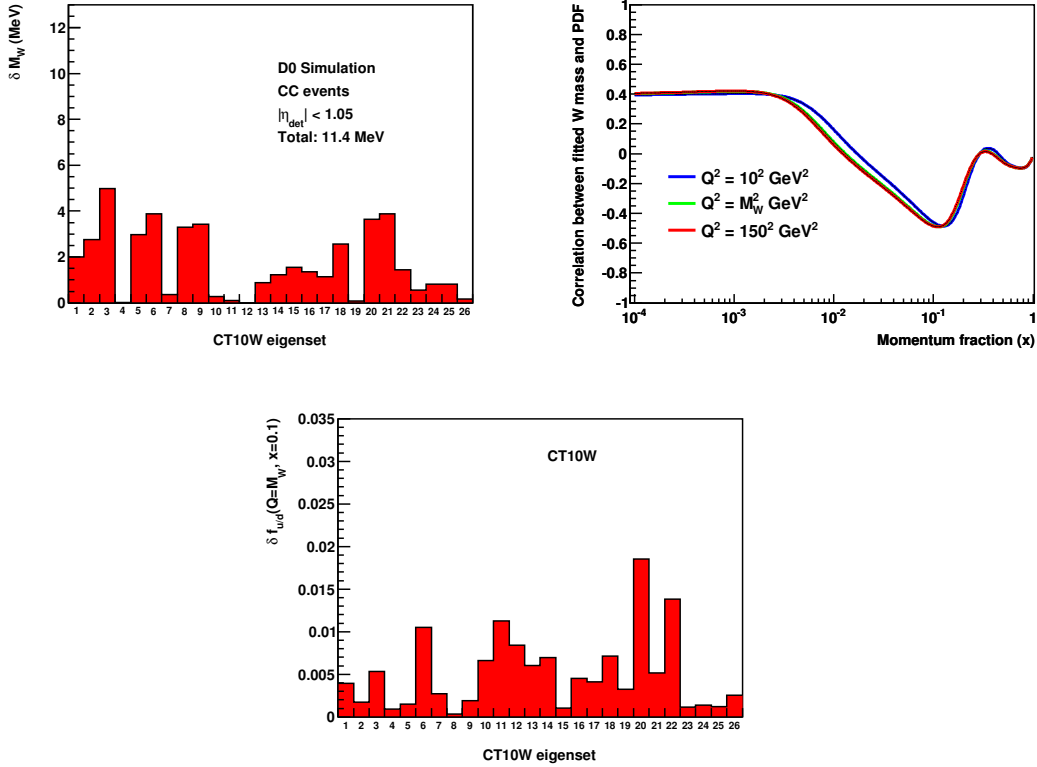 δ M_W (MeV)
12
10
8
6
4
2
0
D0 Simulation
CC events
|η_det| < 1.05
Total: 11.4 MeV
1 2 3 4 5 6 7 8 9 10 11 12 13 14 15 16 17 18 19 20 21 22 23 24 25 26
CT10W eigenset
Correlation between fitted W mass and PDF
1
0.8
0.6
0.4
0.2
0
-0.2
-0.4
-0.6
-0.8
-1
Q² = 10² GeV²
Q² = M_W² GeV²
Q² = 150² GeV²
10⁻⁴ 10⁻³ 10⁻² 10⁻¹ 1
Momentum fraction (x)
δ f_u/d(Q=M_W, x=0.1)
0.035
0.03
0.025
0.02
0.015
0.01
0.005
0
CT10W
1 2 3 4 5 6 7 8 9 10 11 12 13 14 15 16 17 18 19 20 21 22 23 24 25 26
CT10W eigenset